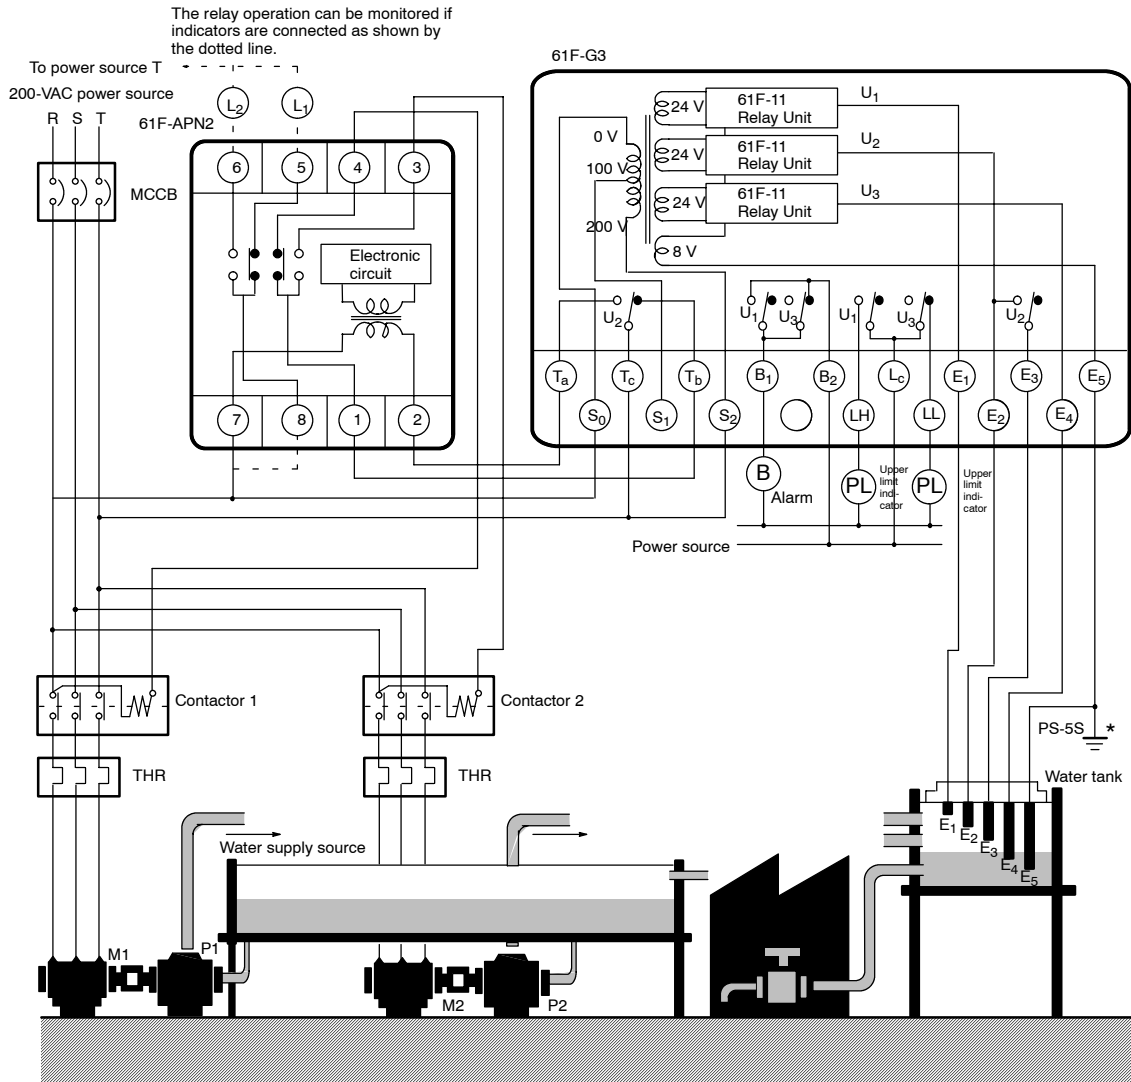 The relay operation can be monitored if
indicators are connected as shown by
the dotted line.
To power source T
200-VAC power source
R S T
61F-APN2
L2
L1
MCCB
6
5
4
3
Electronic
circuit
7
8
1
2
61F-G3
0 V
100 V
200 V
24 V
61F-11
Relay Unit
U1
24 V
61F-11
Relay Unit
U2
24 V
61F-11
Relay Unit
U3
8 V
U2
U1
U3
U1
U3
U2
Ta
Tc
Tb
B1
B2
Lc
E1
E3
E5
S0
S1
S2
LH
LL
E2
E4
B
Alarm
PL
Upper
limit
indi-
cator
PL
Upper
limit
indi-
cator
Power source
Contactor 1
Contactor 2
THR
THR
PS-5S
*
Water tank
E1
E2
E3
E4
E5
Water supply source
M1
P1
M2
P2